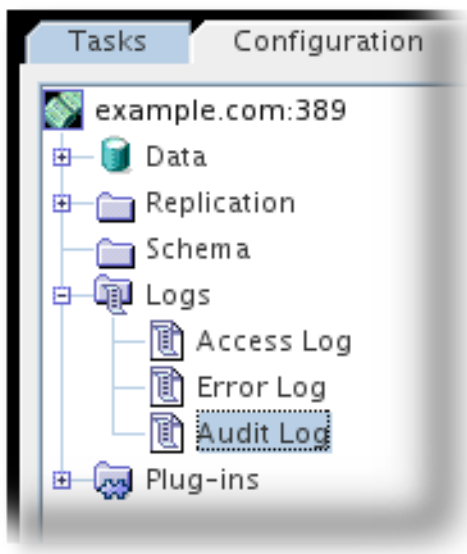 Tasks Configuration
example.com:389
Data
Replication
Schema
Logs
Access Log
Error Log
Audit Log
Plug-ins